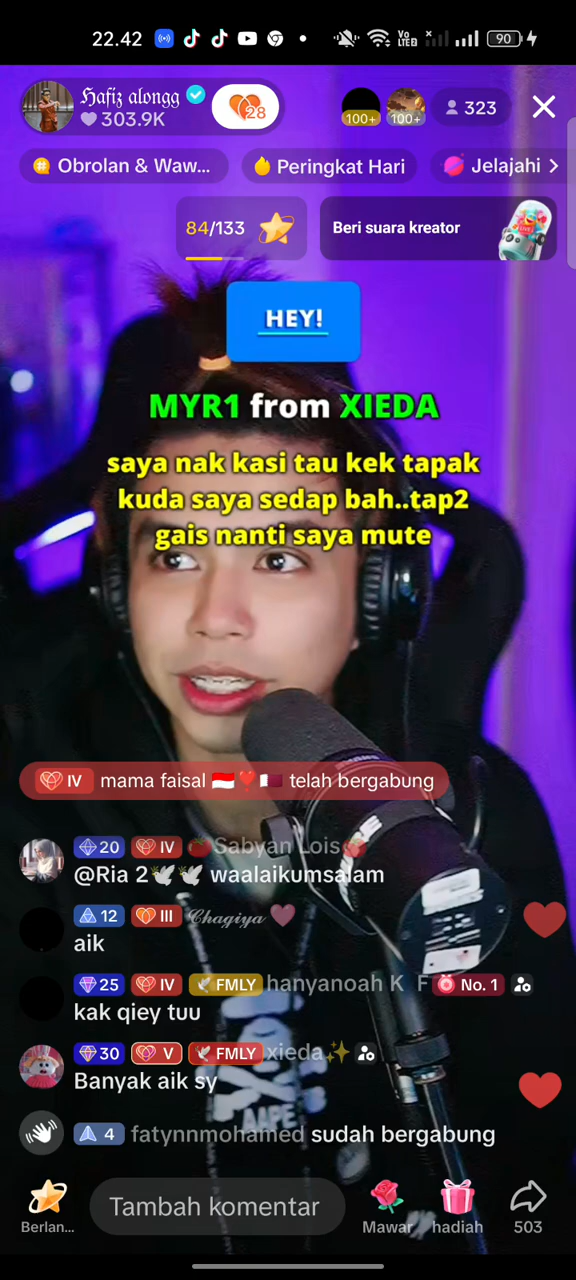 22.42
Vo LTE2
90
Hafiz alongg
303.9K
28
100+
100+
323
Obrolan & Waw...
Peringkat Hari
Jelajahi >
84/133
Beri suara kreator
HEY!
MYR1 from XIEDA
saya nak kasi tau kek tapak
kuda saya sedap bah..tap2
gais nanti saya mute
IV mama faisal 🇮🇩❤️🇶🇦 telah bergabung
20 IV 🍅Sabyan Lois🍅
@Ria 2🕊️🕊️ waalaikumsalam
12 III 𝒞𝒽𝒶𝑔𝒾𝓎𝒶 🩷
aik
25 IV FMLY hanyanoah K F No. 1
kak qiey tuu
30 V FMLY xieda✨
Banyak aik sy
4 fatynnmohamed sudah bergabung
AAPE
Berlan...
Tambah komentar
Mawar
hadiah
503